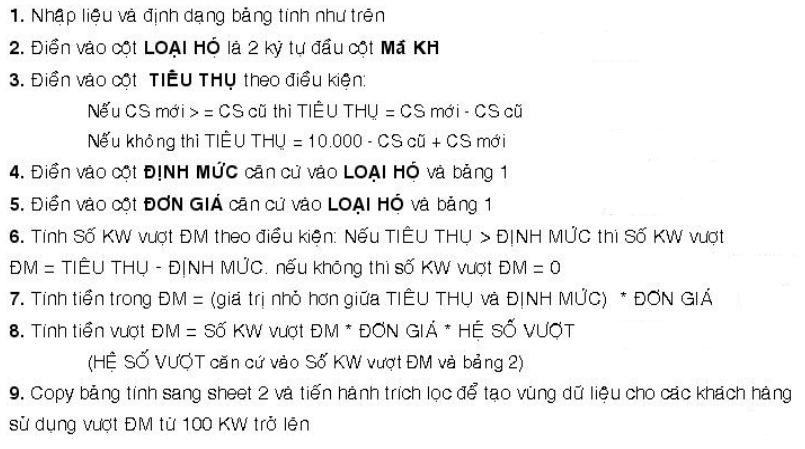 1. Nhập liệu và định dạng bảng tính như trên
2. Điền vào cột LOẠI HỘ là 2 ký tự đầu cột Mã KH
3. Điền vào cột TIÊU THỤ theo điều kiện:
Nếu CS mới > = CS cũ thì TIÊU THỤ = CS mới - CS cũ
Nếu không thì TIÊU THỤ = 10.000 - CS cũ + CS mới
4. Điền vào cột ĐỊNH MỨC căn cứ vào LOẠI HỘ và bảng 1
5. Điền vào cột ĐƠN GIÁ căn cứ vào LOẠI HỘ và bảng 1
6. Tính Số KW vượt ĐM theo điều kiện: Nếu TIÊU THỤ > ĐỊNH MỨC thì Số KW vượt
ĐM = TIÊU THỤ - ĐỊNH MỨC. nếu không thì số KW vượt ĐM = 0
7. Tính tiền trong ĐM = (giá trị nhỏ hơn giữa TIÊU THỤ và ĐỊNH MỨC) * ĐƠN GIÁ
8. Tính tiền vượt ĐM = Số KW vượt ĐM * ĐƠN GIÁ * HỆ SỐ VƯỢT
(HỆ SỐ VƯỢT căn cứ vào Số KW vượt ĐM và bảng 2)
9. Copy bảng tính sang sheet 2 và tiến hành trích lọc để tạo vùng dữ liệu cho các khách hàng
sử dụng vượt ĐM từ 100 KW trở lên